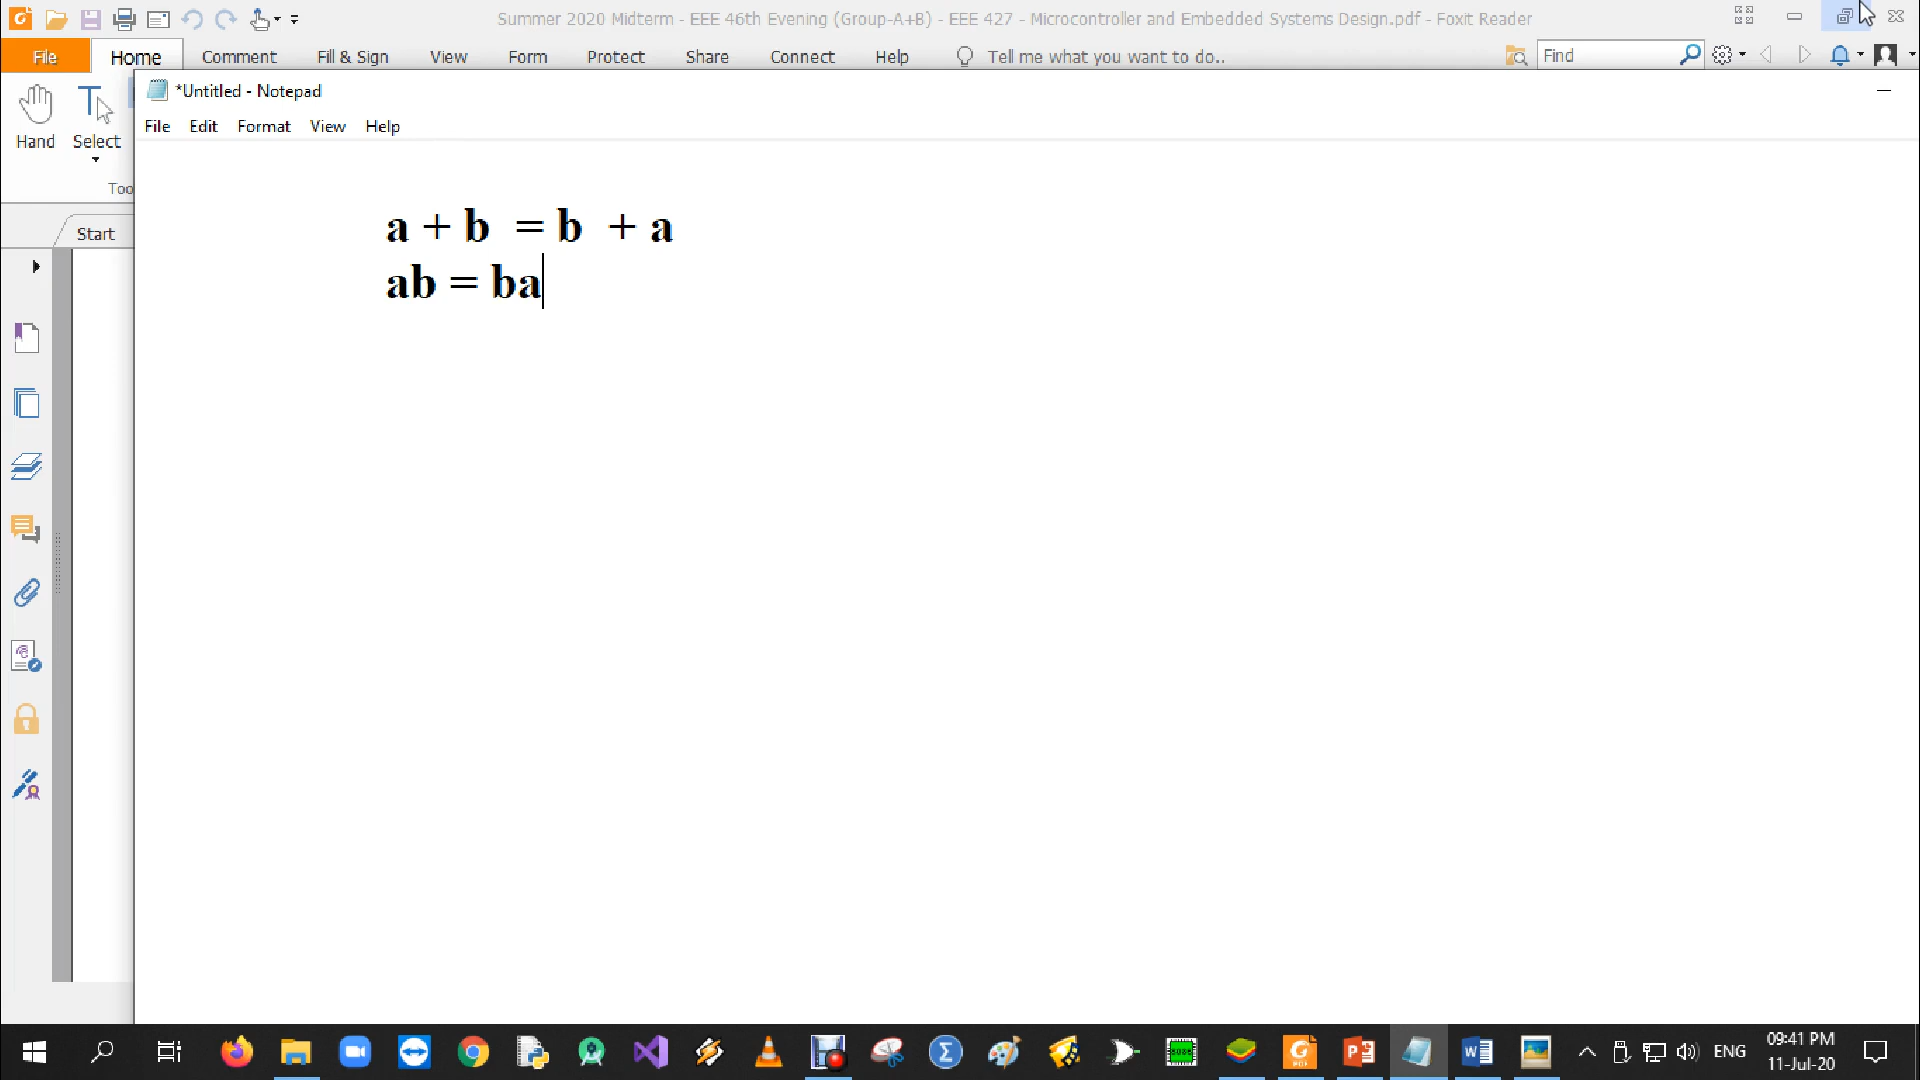 Summer 2020 Midterm - EEE 46th Evening (Group-A+B) - EEE 427 - Microcontroller and Embedded Systems Design.pdf - Foxit Reader
File Home Comment Fill & Sign View Form Protect Share Connect Help Tell me what you want to do.. Find
*Untitled - Notepad
File Edit Format View Help
Hand Select
Too
Start
a + b  = b  + a
ab = ba
ENG
09:41 PM
11-Jul-20